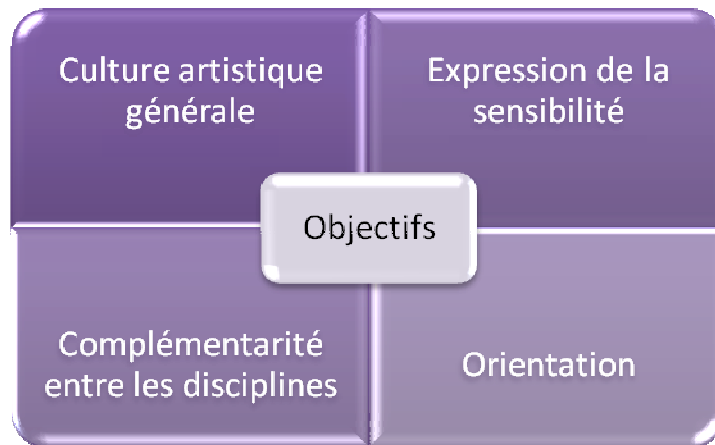 Culture artistique
générale
Expression de la
sensibilité
Objectifs
Complémentarité
entre les disciplines
Orientation